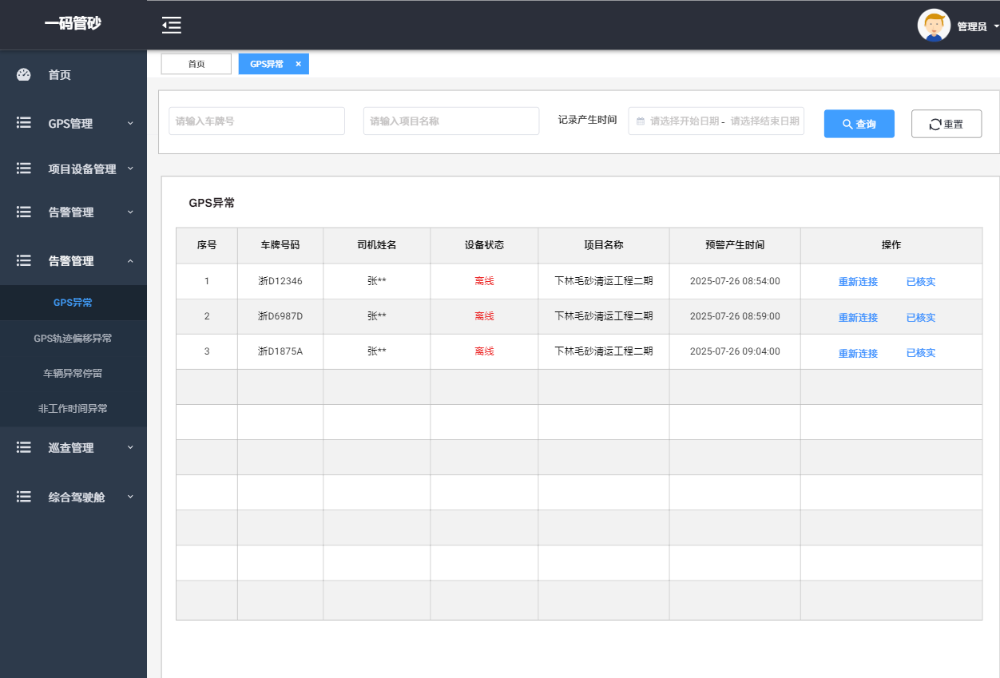 一码管砂
管理员
首页
GPS管理
项目设备管理
告警管理
告警管理
GPS异常
GPS轨迹偏移异常
车辆异常停留
非工作时间异常
巡查管理
综合驾驶舱
首页 GPS异常 ×
请输入车牌号 请输入项目名称 记录产生时间 请选择开始日期 - 请选择结束日期 查询 重置
GPS异常
序号 车牌号码 司机姓名 设备状态 项目名称 预警产生时间 操作
1 浙D12346 张** 离线 下林毛砂清运工程二期 2025-07-26 08:54:00 重新连接 已核实
2 浙D6987D 张** 离线 下林毛砂清运工程二期 2025-07-26 08:59:00 重新连接 已核实
3 浙D1875A 张** 离线 下林毛砂清运工程二期 2025-07-26 09:04:00 重新连接 已核实